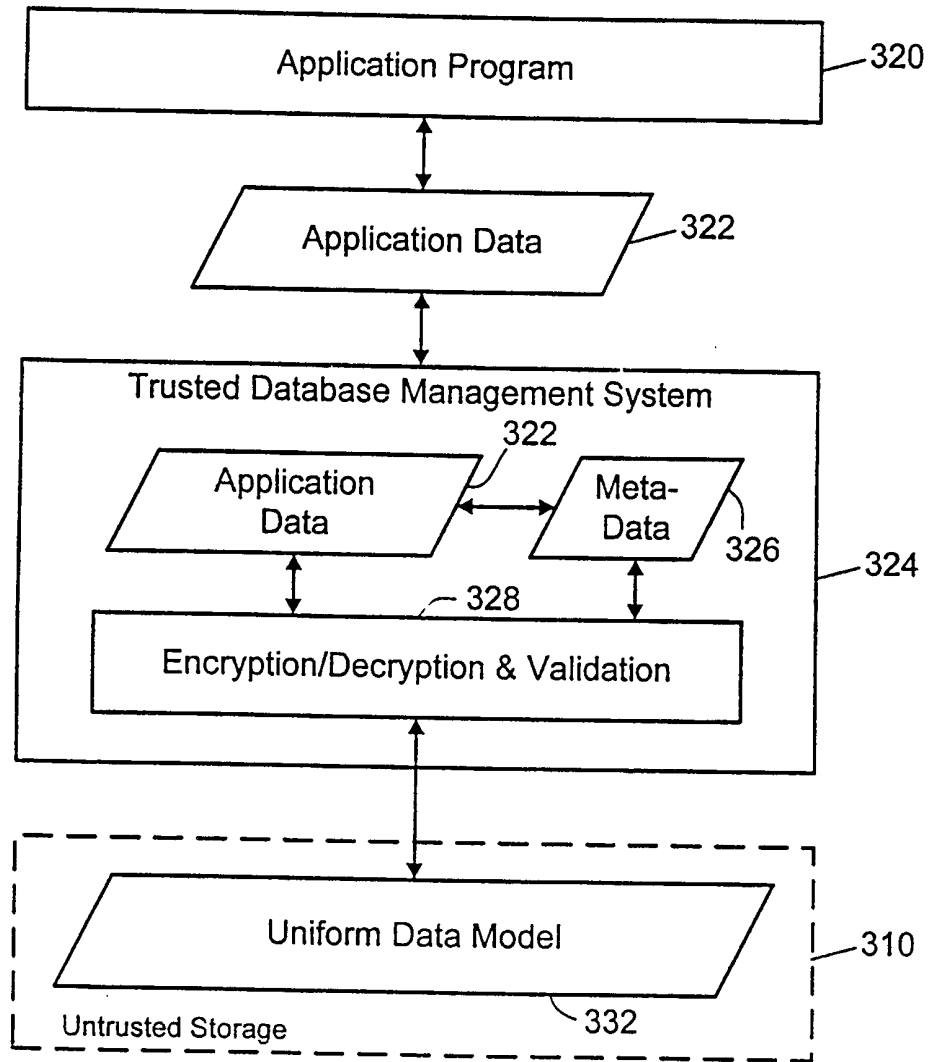 Application Program
320
Application Data
322
Trusted Database Management System
322
Application
Data
Meta-
Data
326
324
328
Encryption/Decryption & Validation
Uniform Data Model
310
332
Untrusted Storage